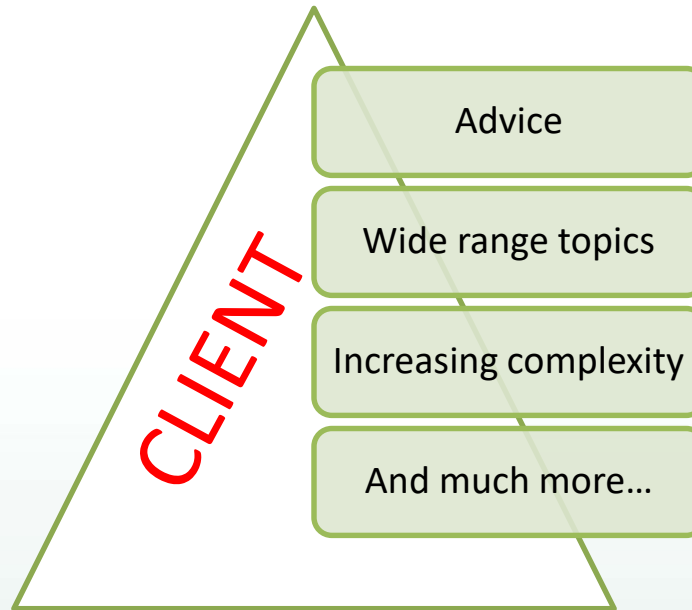 CLIENT
Advice
Wide range topics
Increasing complexity
And much more…